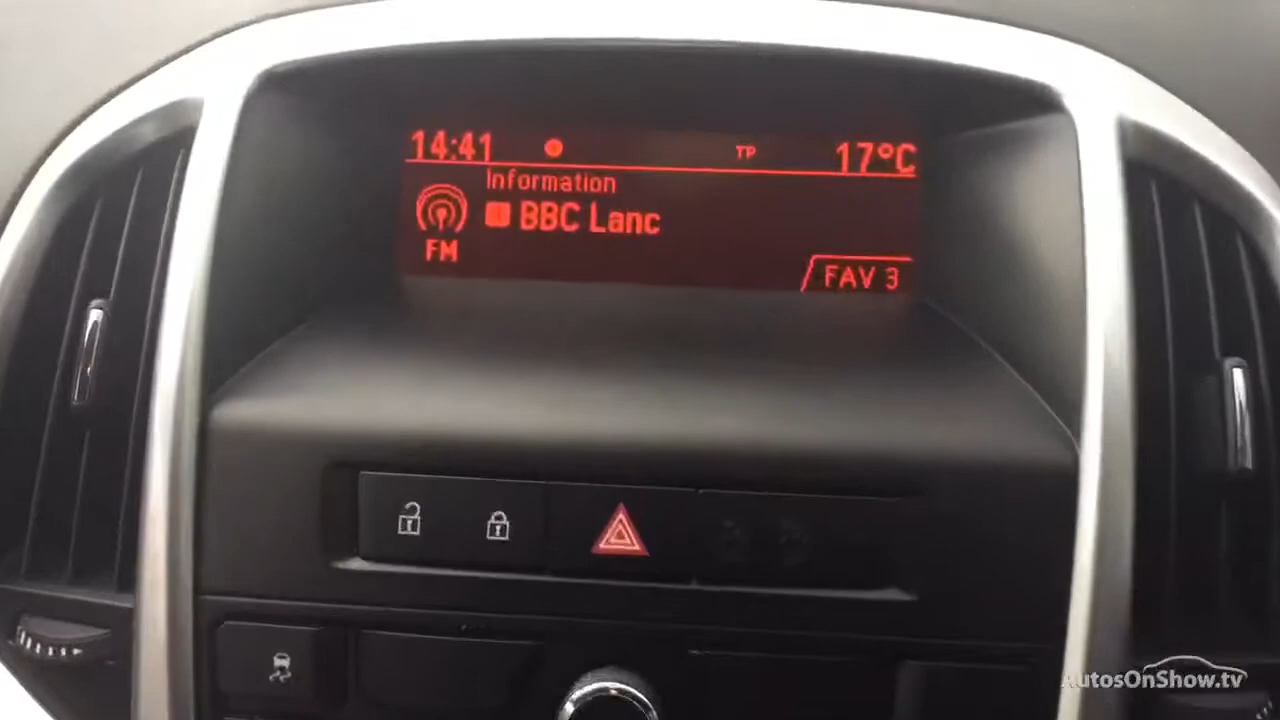 14:41 TP 17°C
Information
BBC Lanc
FM
FAV 3
AutosOnShow.tv